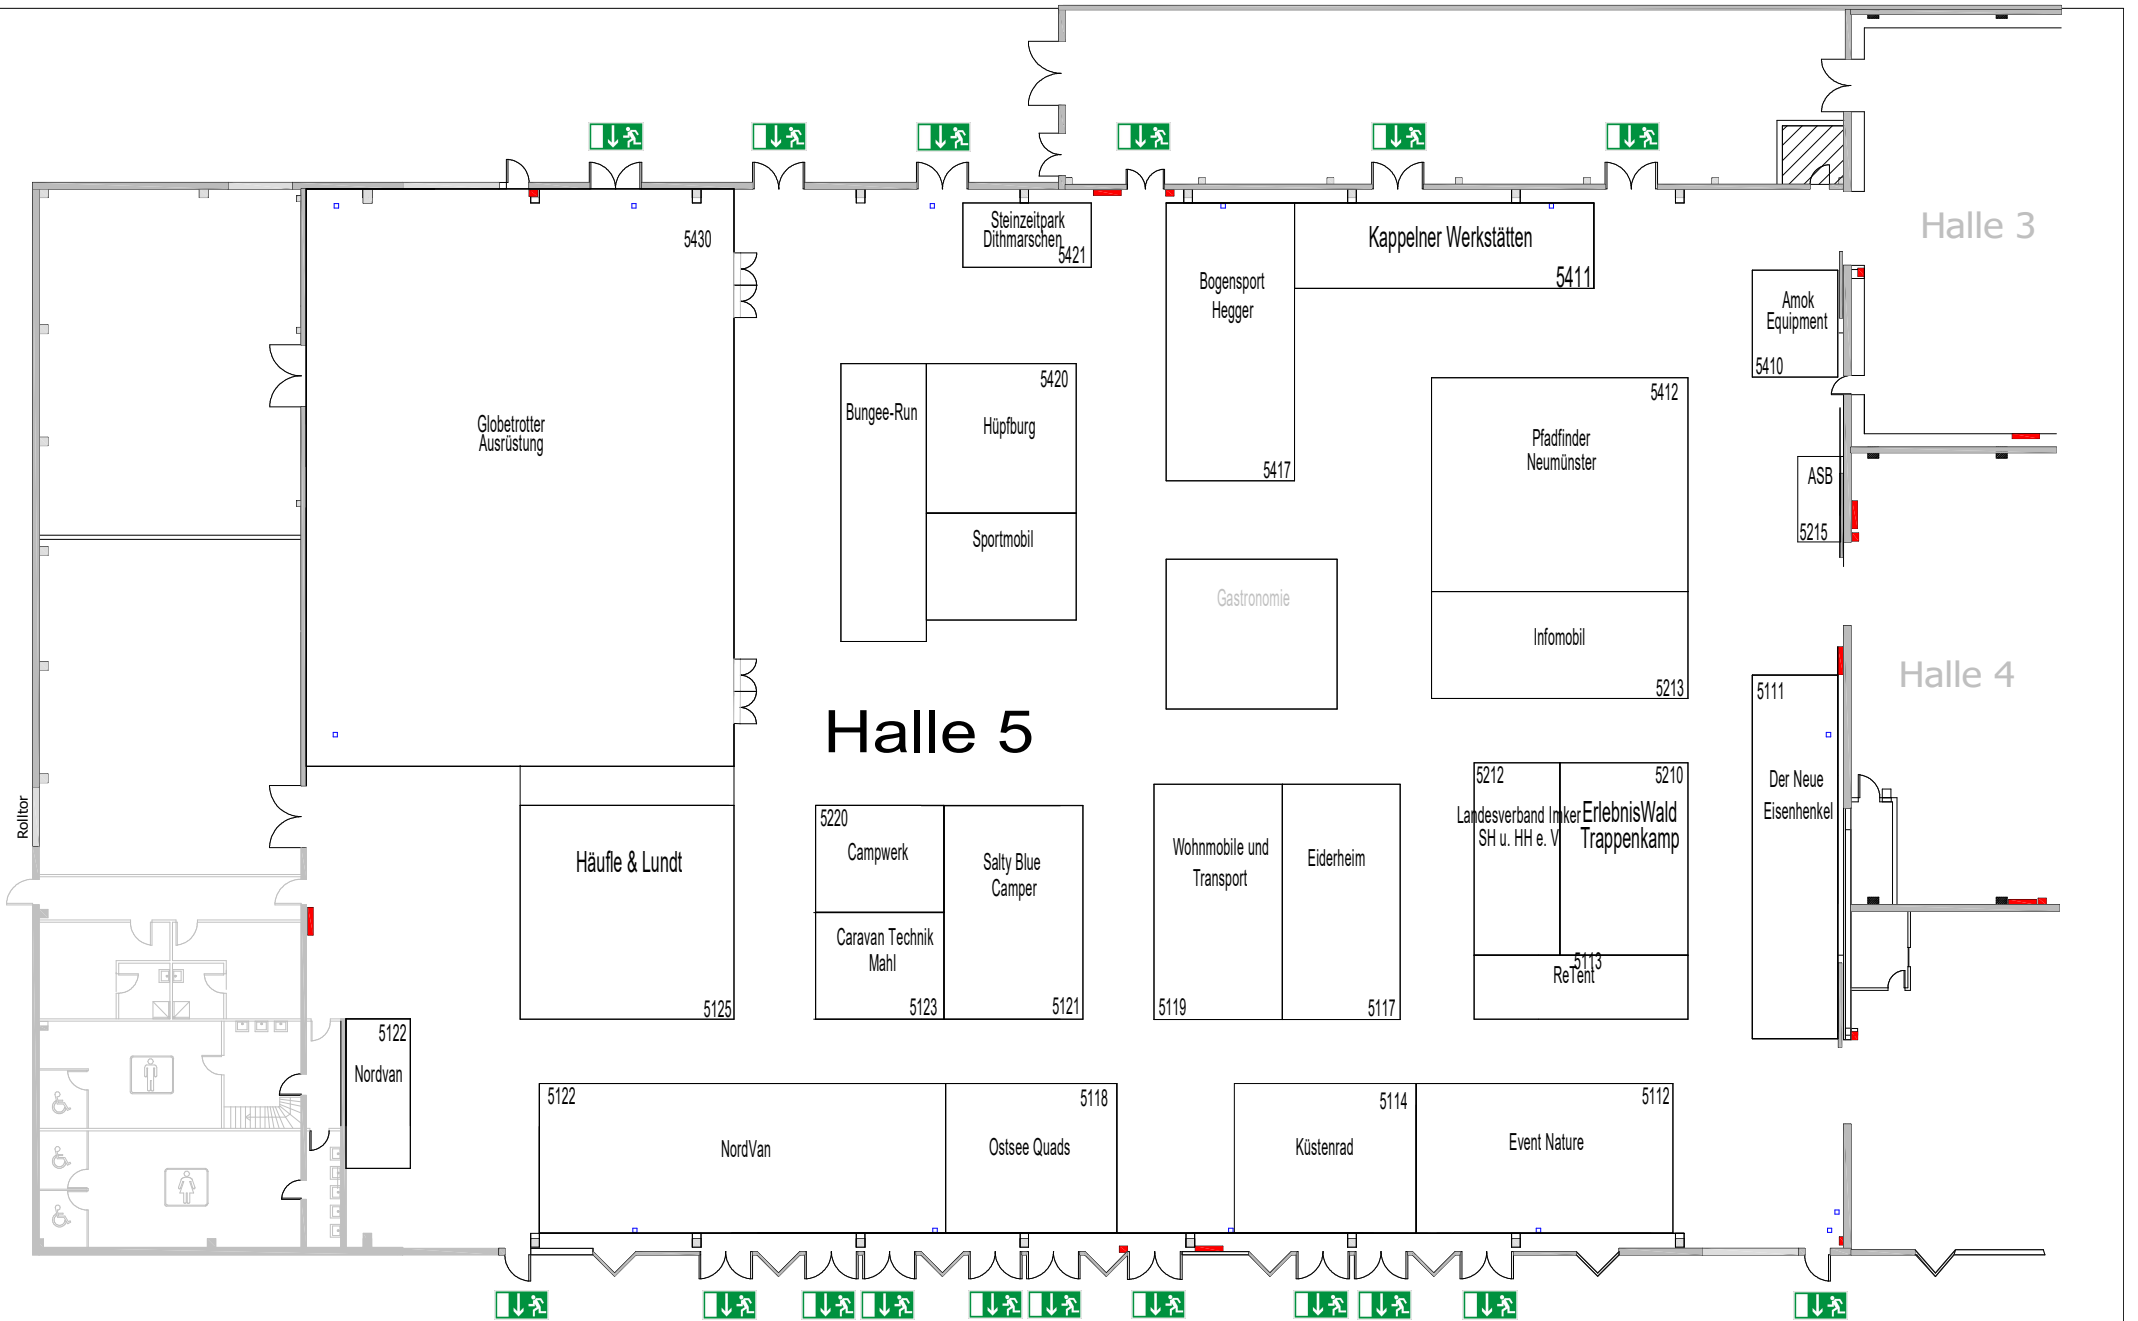 Halle 3
Steinzeitpark
Dithmarschen
5421
5430
Kappelner Werkstätten
5411
Bogensport
Hegger
5417
Amok
Equipment
5410
Globetrotter
Ausrüstung
Bungee-Run
5420
Hüpfburg
Sportmobil
5412
Pfadfinder
Neumünster
ASB
5215
Gastronomie
Infomobil
5213
Halle 4
Halle 5
5111
Der Neue
Eisenhenkel
Rolltor
Häufle & Lundt
5125
5220
Campwerk
Salty Blue
Camper
5121
Caravan Technik
Mahl
5123
Wohnmobile und
Transport
5119
Eiderheim
5117
5212
Landesverband Imker
SH u. HH e. V
5210
ErlebnisWald
Trappenkamp
5113
ReTent
5122
Nordvan
5122
NordVan
5118
Ostsee Quads
5114
Küstenrad
5112
Event Nature